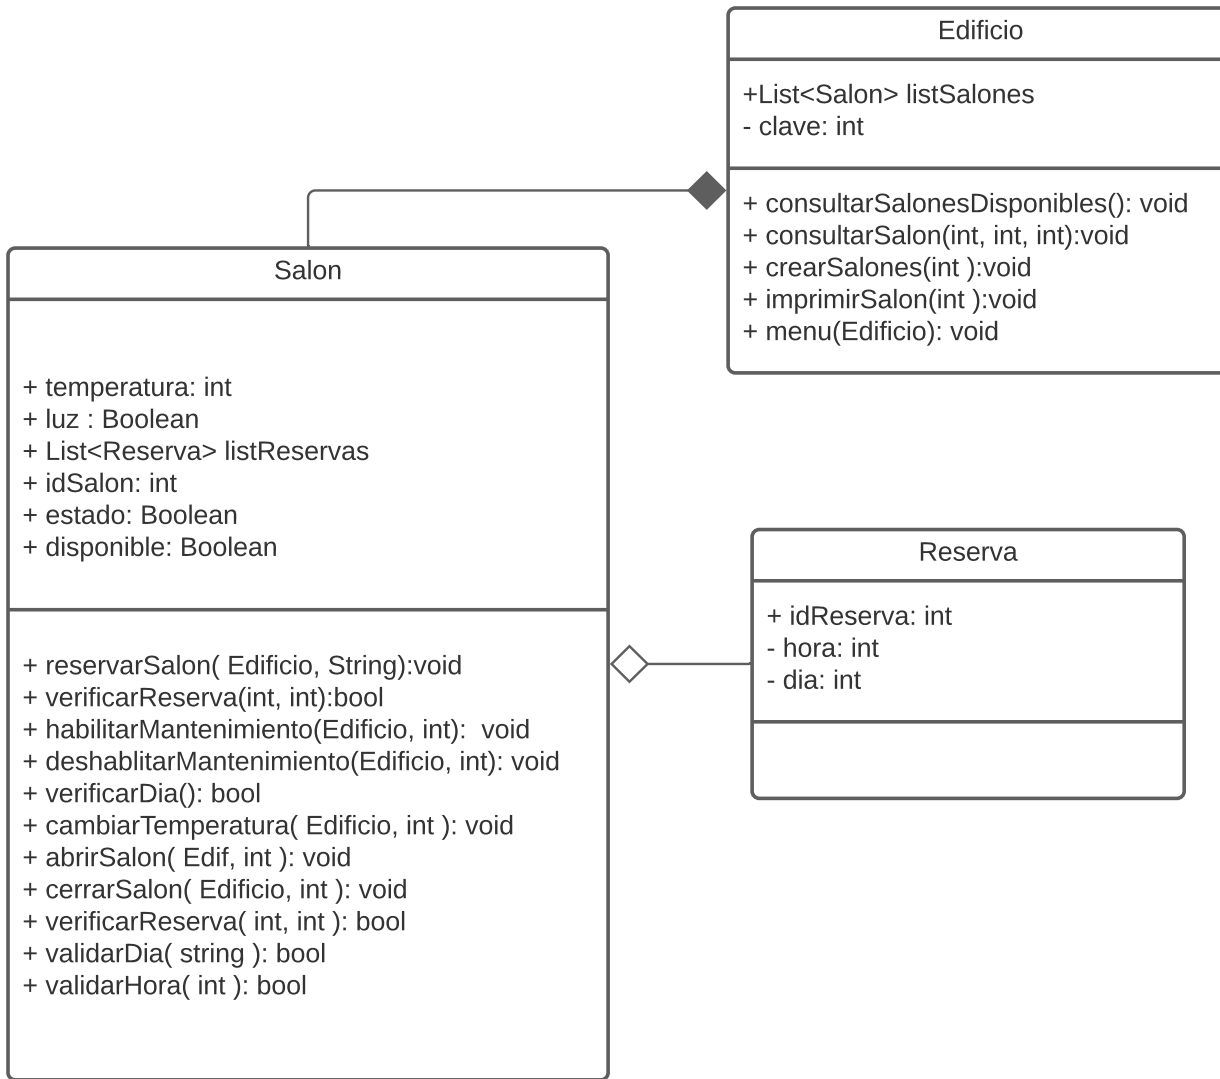 Edificio
+List<Salon> listSalones
- clave: int
+ consultarSalonesDisponibles(): void
+ consultarSalon(int, int, int):void
+ crearSalones(int ):void
+ imprimirSalon(int ):void
+ menu(Edificio): void
Salon
+ temperatura: int
+ luz : Boolean
+ List<Reserva> listReservas
+ idSalon: int
+ estado: Boolean
+ disponible: Boolean
+ reservarSalon( Edificio, String):void
+ verificarReserva(int, int):bool
+ habilitarMantenimiento(Edificio, int):  void
+ deshablitarMantenimiento(Edificio, int): void
+ verificarDia(): bool
+ cambiarTemperatura( Edificio, int ): void
+ abrirSalon( Edif, int ): void
+ cerrarSalon( Edificio, int ): void
+ verificarReserva( int, int ): bool
+ validarDia( string ): bool
+ validarHora( int ): bool
Reserva
+ idReserva: int
- hora: int
- dia: int